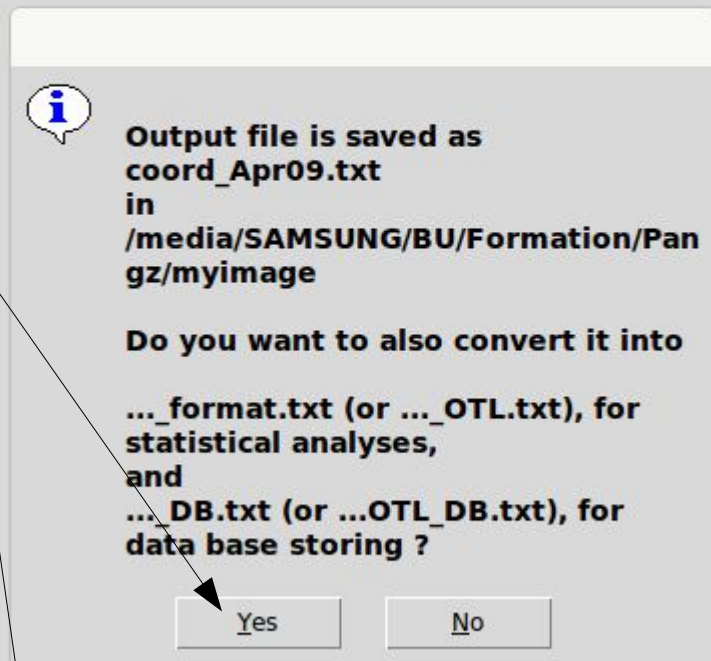 Output file is saved as
coord_Apr09.txt
in
/media/SAMSUNG/BU/Formation/Pan
gz/myimage
Do you want to also convert it into
..._format.txt (or ..._OTL.txt), for
statistical analyses,
and
..._DB.txt (or ...OTL_DB.txt), for
data base storing ?
Yes No